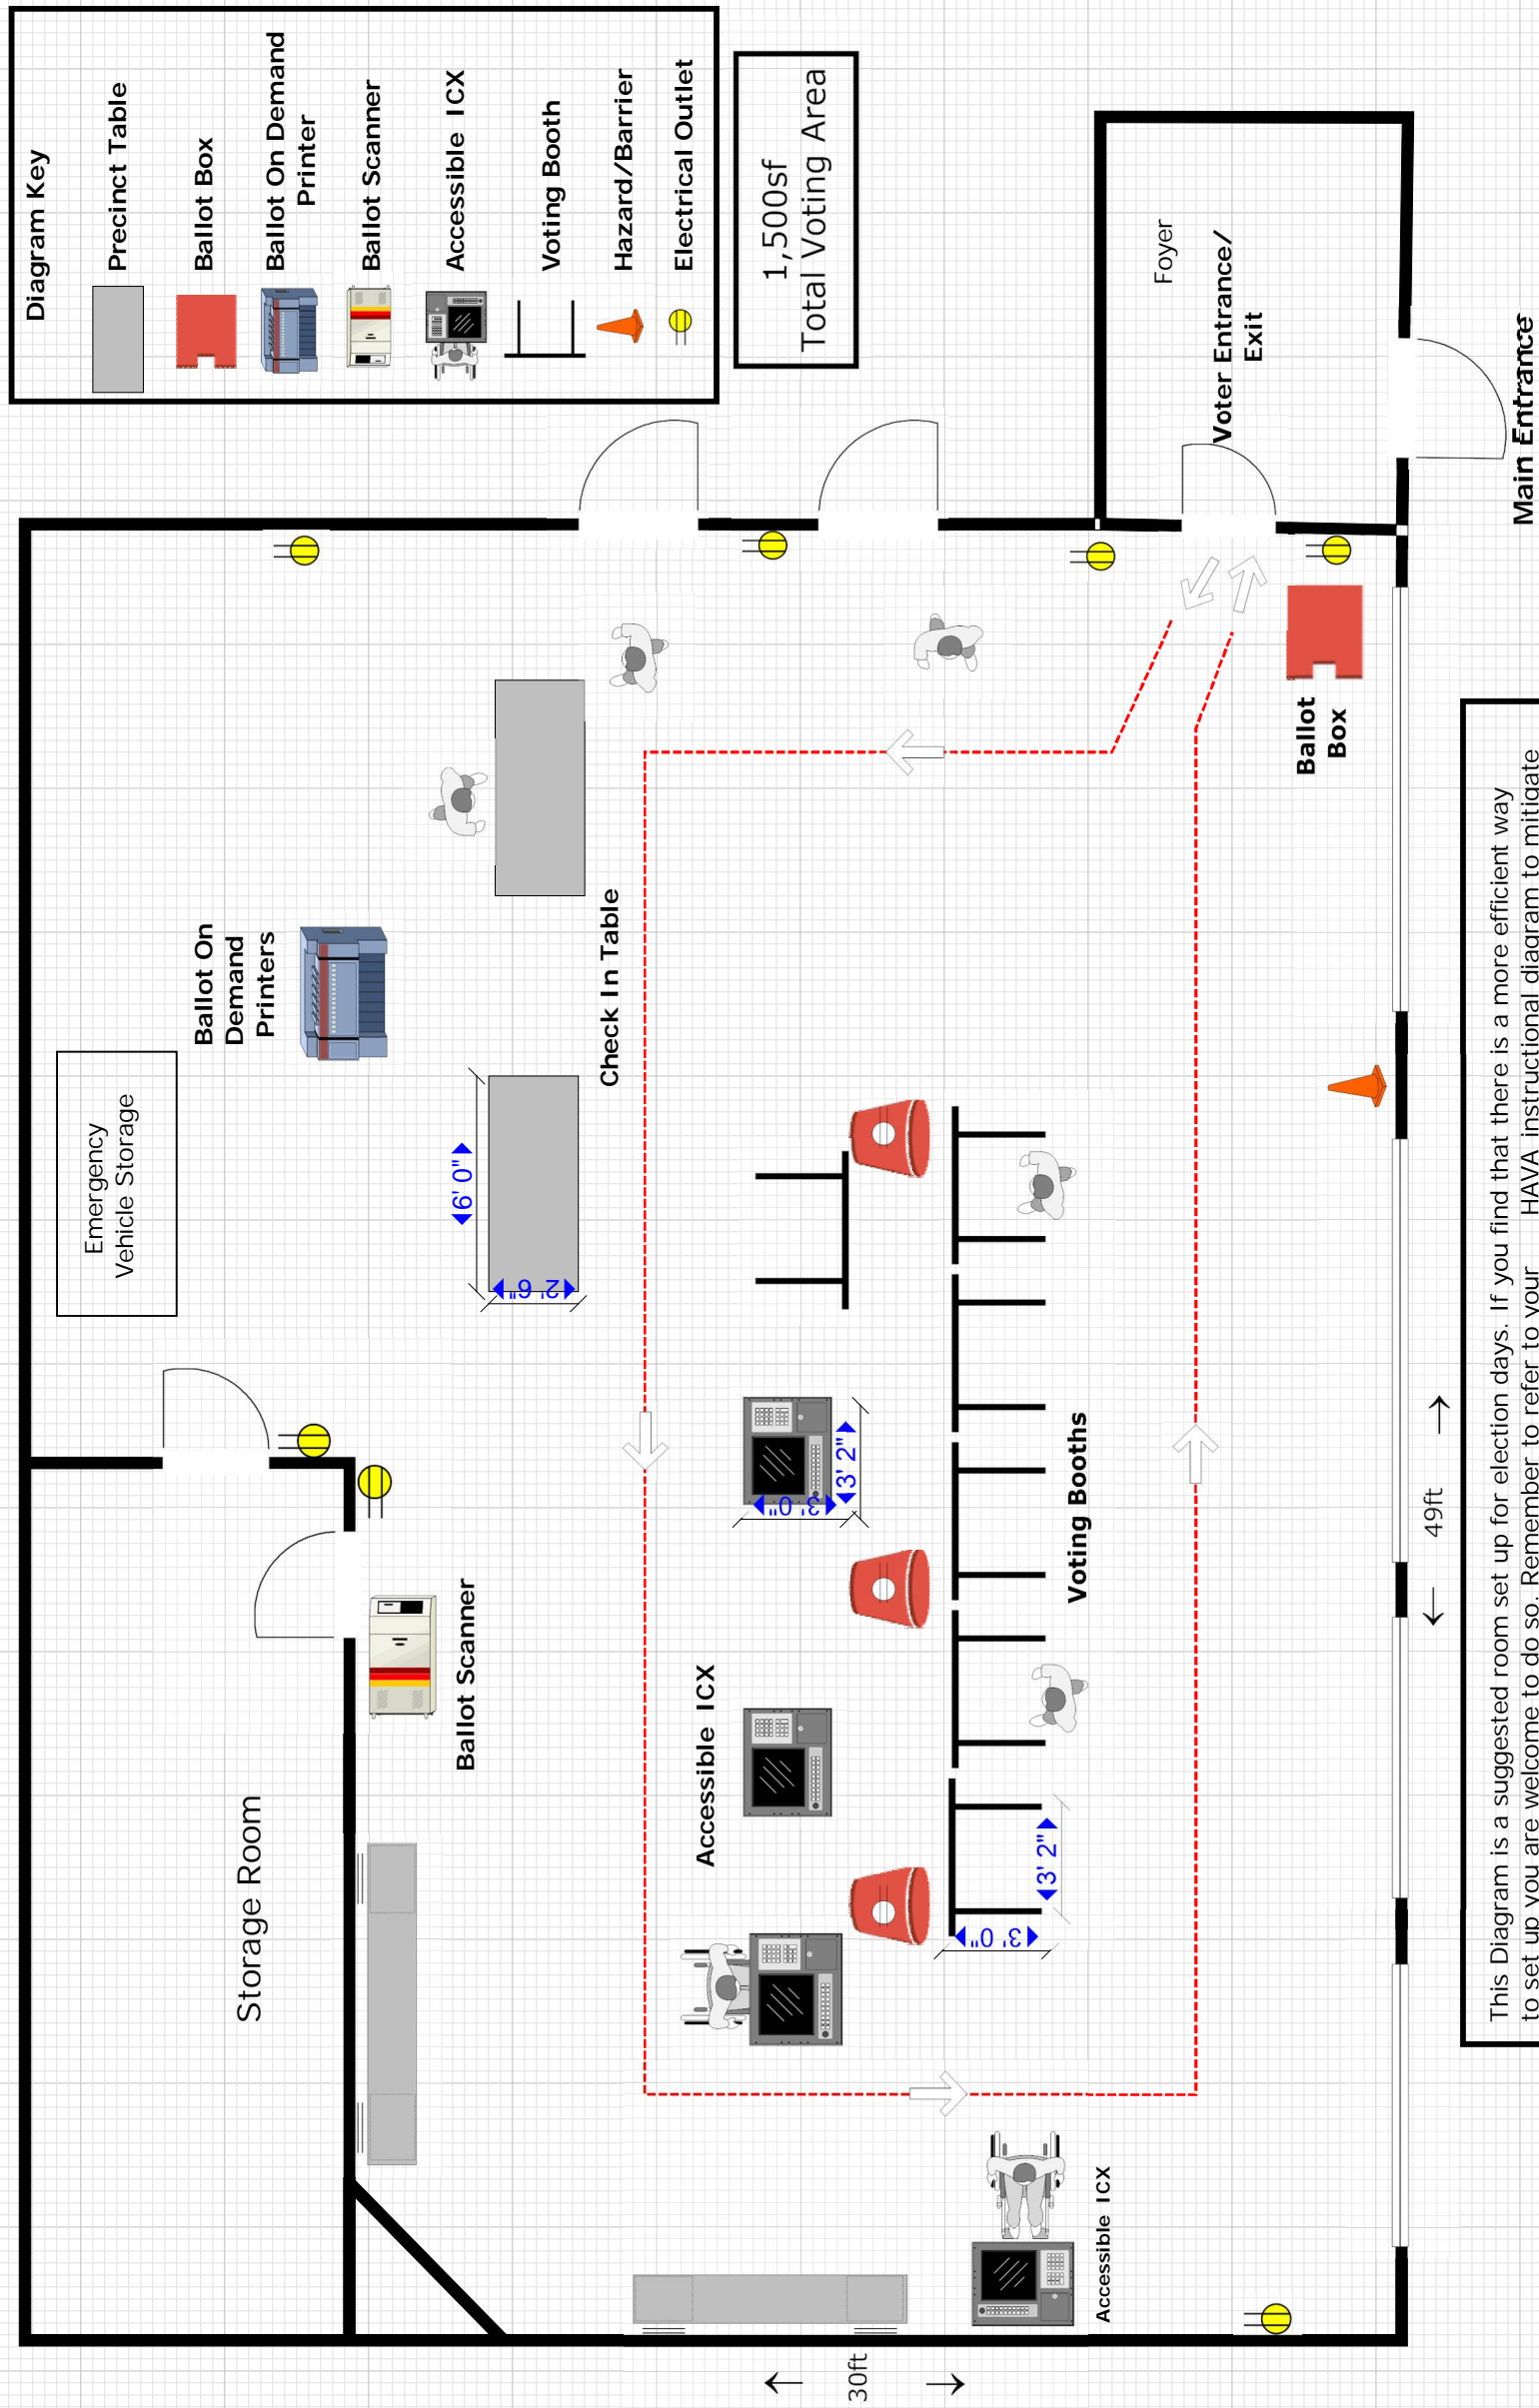 Diagram Key
Precinct Table
Ballot Box
Ballot On Demand
Printer
Ballot Scanner
Accessible ICX
Voting Booth
Hazard/Barrier
Electrical Outlet
1,500sf
Total Voting Area
Foyer
Voter Entrance/
Exit
Main Entrance
Storage Room
Emergency
Vehicle Storage
Ballot On
Demand
Printers
6' 0"
2' 6"
Check In Table
Ballot Scanner
Accessible ICX
3' 2"
3' 0"
Voting Booths
3' 2"
3' 0"
Ballot
Box
Accessible ICX
30ft
49ft
This Diagram is a suggested room set up for election days. If you find that there is a more efficient way
to set up you are welcome to do so. Remember to refer to your HAVA instructional diagram to mitigate